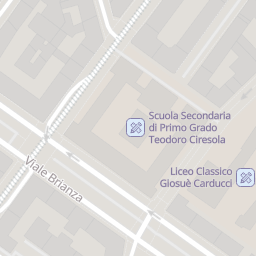 Scuola Secondaria
di Primo Grado
Teodoro Ciresola
Liceo Classico
Giosuè Carducci
Viale Brianza